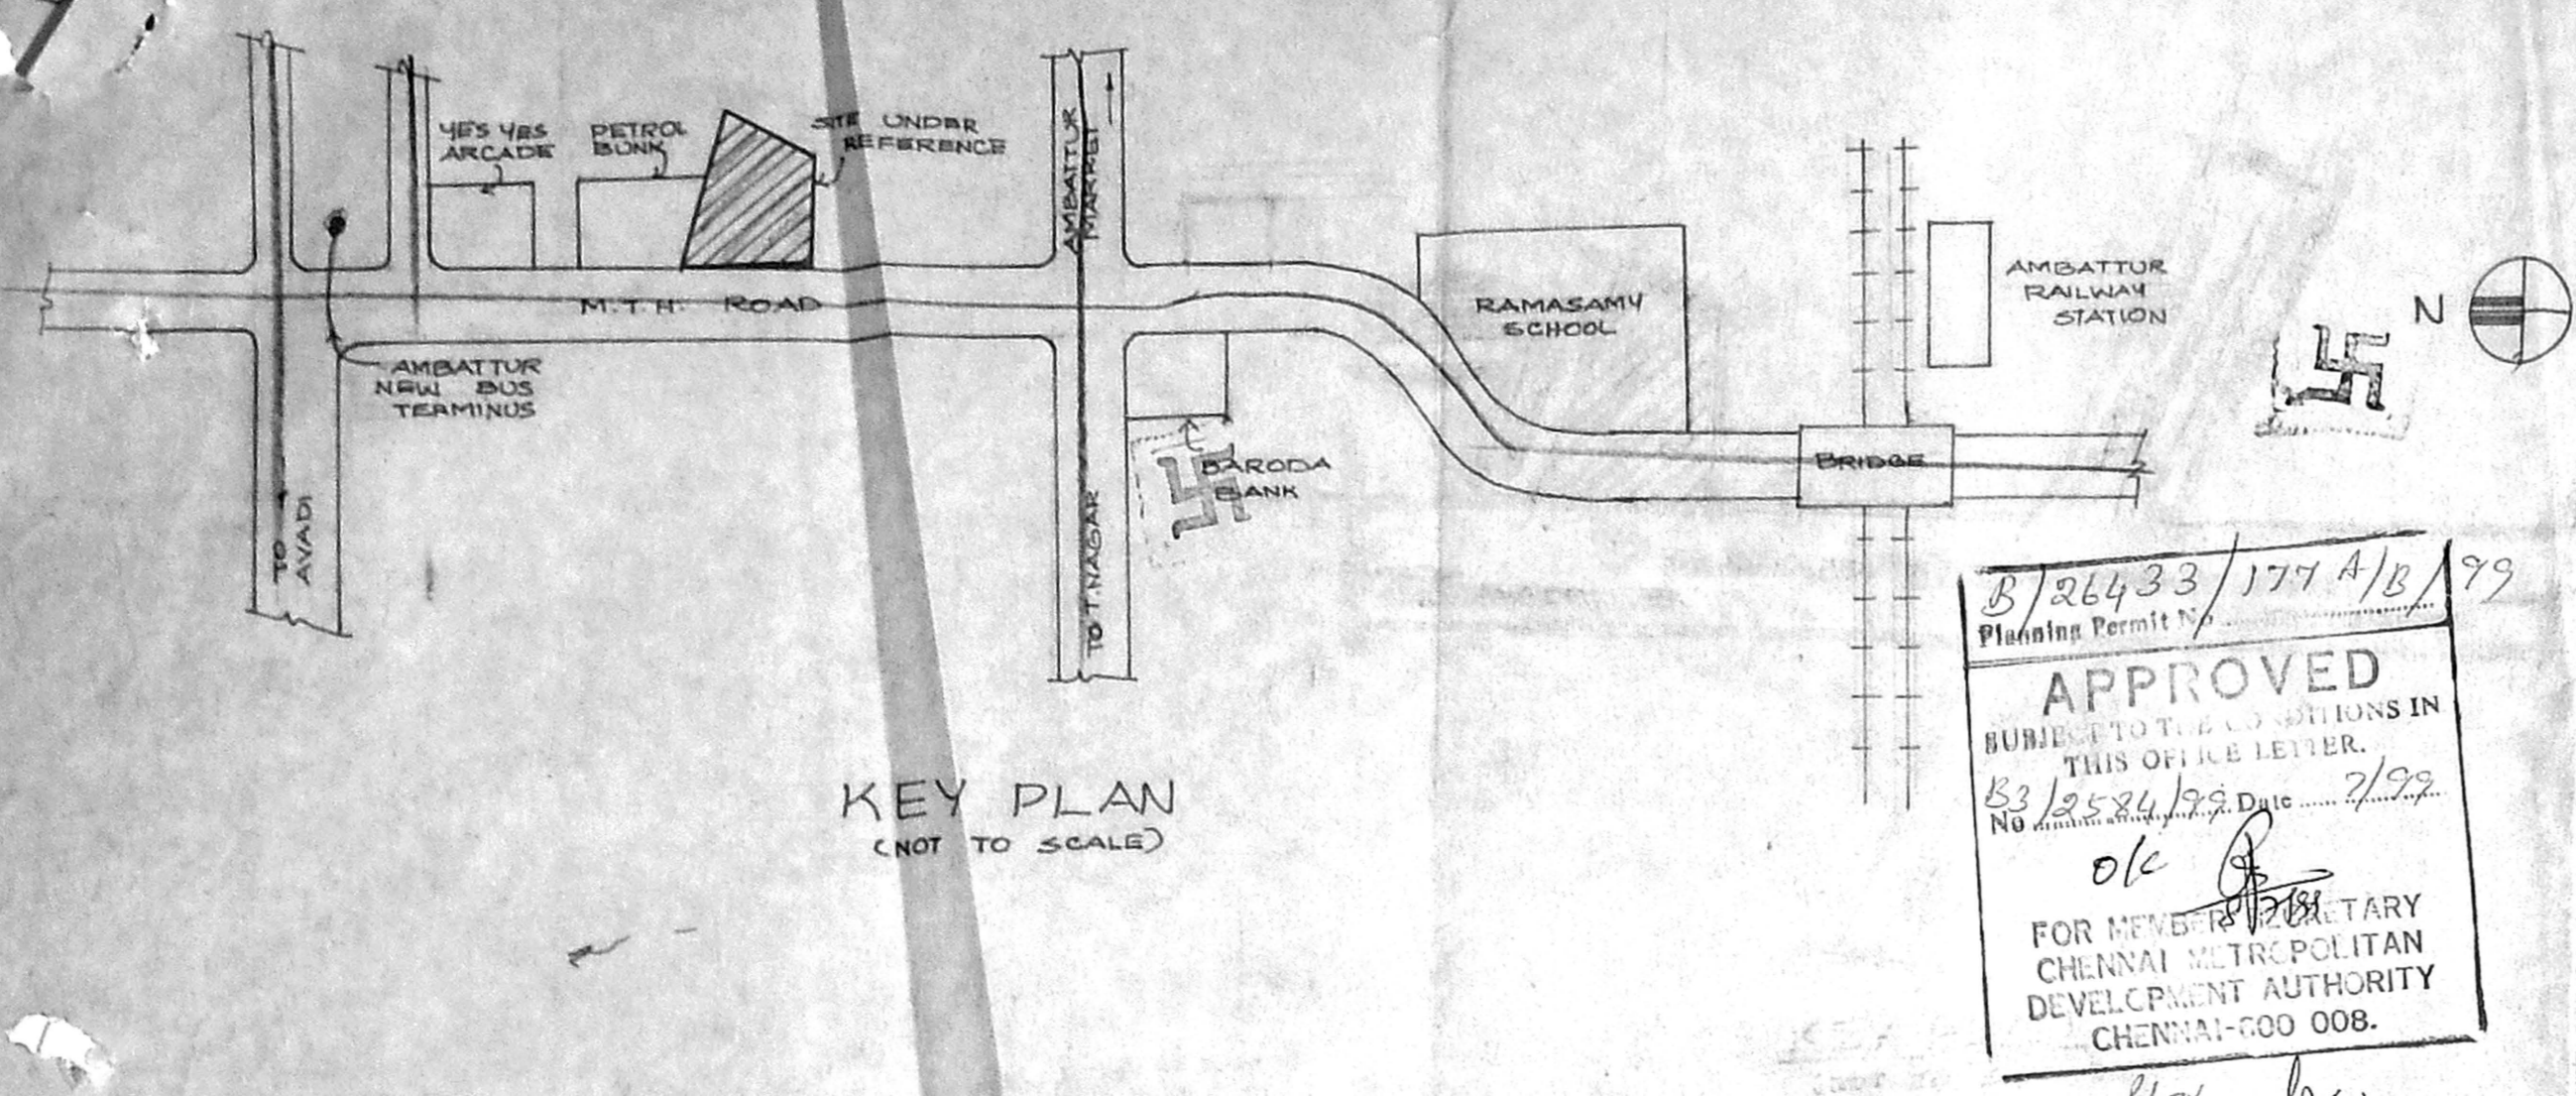 YES YES
ARCADE
PETROL
BUNK
SITE UNDER
REFERENCE
AMBATTUR
MARKET
M.T.H. ROAD
AMBATTUR
NEW BUS
TERMINUS
TO
AVADI
TO T.NAGAR
BARODA
BANK
RAMASAMY
SCHOOL
AMBATTUR
RAILWAY
STATION
N
BRIDGE
KEY PLAN
(NOT TO SCALE)
B/26433/177 A/B/99
Planning Permit No
APPROVED
SUBJECT TO THE CONDITIONS IN
THIS OFFICE LETTER.
B3/2584/99 Date 7/99
No
o/c
FOR MEMBER SECRETARY
CHENNAI METROPOLITAN
DEVELOPMENT AUTHORITY
CHENNAI-600 008.